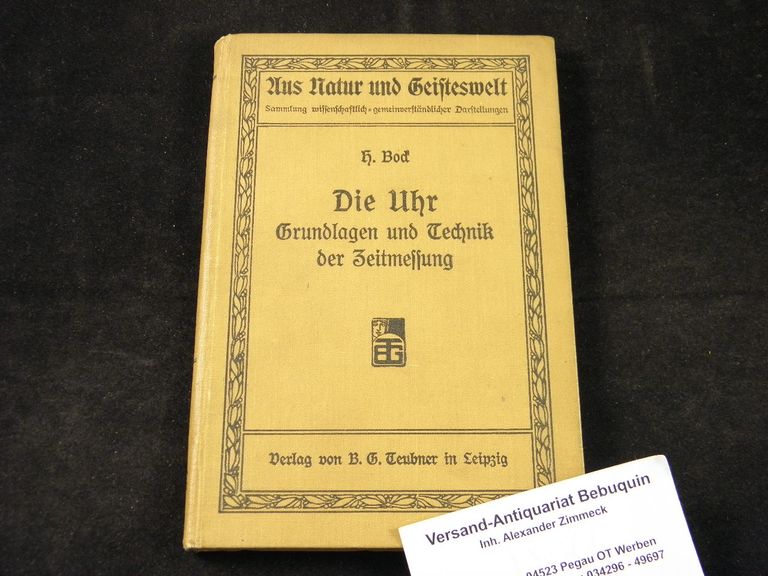 Aus Natur und Geisteswelt
Sammlung wissenschaftlich-gemeinverständlicher Darstellungen
H. Bock
Die Uhr
Grundlagen und Technik
der Zeitmessung
BTG
Verlag von B. G. Teubner in Leipzig
Versand-Antiquariat Bebuquin
Inh. Alexander Zimmeck
04523 Pegau OT Werben
034296 - 49697